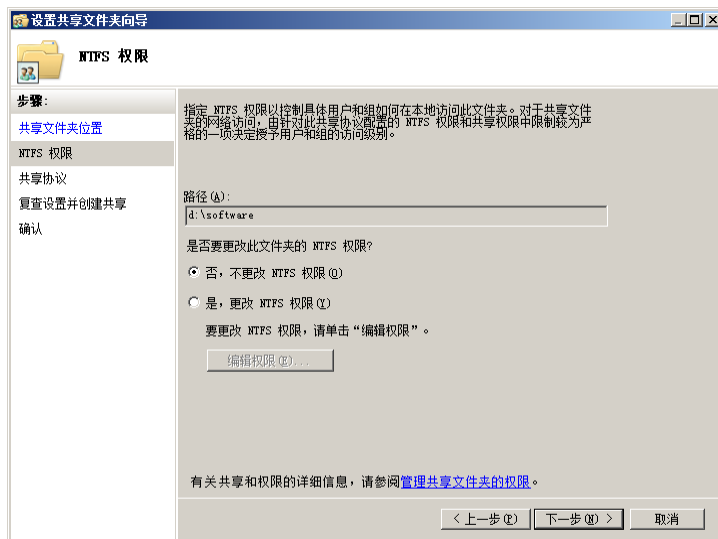 设置共享文件夹向导
NTFS 权限
步骤:
共享文件夹位置
NTFS 权限
共享协议
复查设置并创建共享
确认
指定 NTFS 权限以控制具体用户和组如何在本地访问此文件夹。对于共享文件
夹的网络访问，由针对此共享协议配置的 NTFS 权限和共享权限中限制较为严
格的一项决定授予用户和组的访问级别。
路径(A):
d:\software
是否要更改此文件夹的 NTFS 权限?
否，不更改 NTFS 权限(O)
是，更改 NTFS 权限(Y)
要更改 NTFS 权限，请单击“编辑权限”。
编辑权限(E)...
有关共享和权限的详细信息，请参阅管理共享文件夹的权限。
< 上一步(P)
下一步(N) >
取消